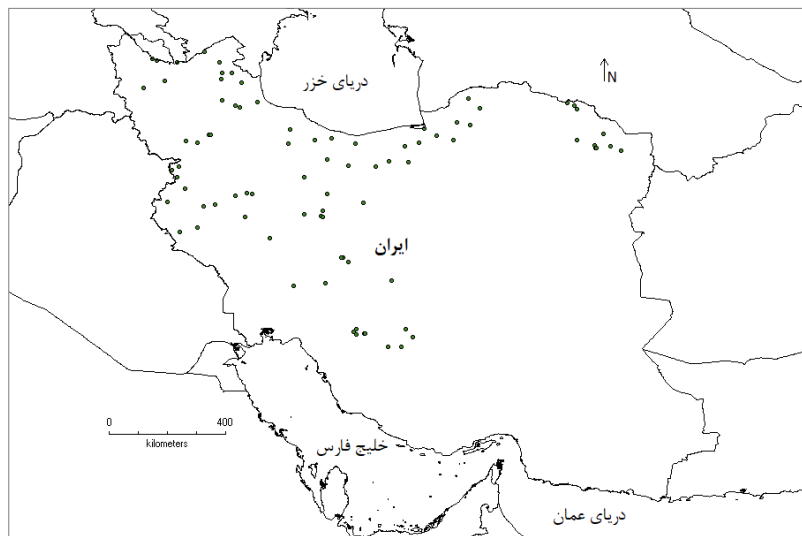 دریای خزر
N
ایران
0 400
kilometers
خلیج فارس
دریای عمان